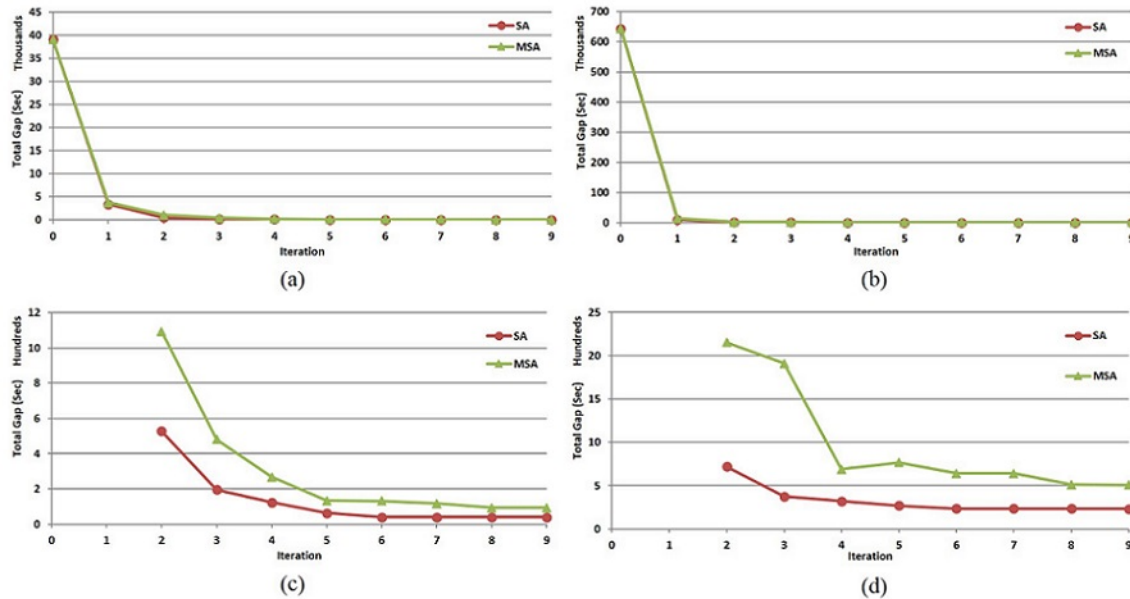 Thousands
Total Gap (Sec)
45
40
35
30
25
20
15
10
5
0
0 1 2 3 4 5 6 7 8 9
Iteration
SA
MSA
(a)
Thousands
Total Gap (Sec)
700
600
500
400
300
200
100
0
0 1 2 3 4 5 6 7 8 9
Iteration
SA
MSA
(b)
Hundreds
Total Gap (Sec)
12
10
8
6
4
2
0
0 1 2 3 4 5 6 7 8 9
Iteration
SA
MSA
(c)
Hundreds
Total Gap (Sec)
25
20
15
10
5
0
0 1 2 3 4 5 6 7 8 9
Iteration
SA
MSA
(d)